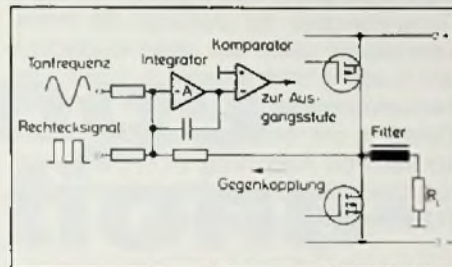 Komparator
Integrator
Tonfrequenz
-A
+
-
zur Aus-
gangsstufe
Rechtecksignal
Filter
Gegenkopplung
R